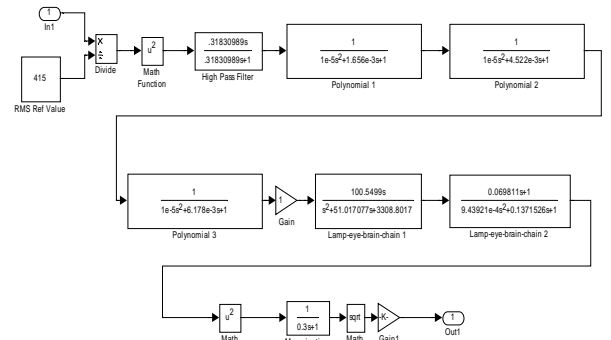 1
In1
415
RMS Ref Value
×
÷
Divide
u2
Math
Function
.31830989s
.31830989s+1
High Pass Filter
1
1e-5s2+1.656e-3s+1
Polynomial 1
1
1e-5s2+4.522e-3s+1
Polynomial 2
1
1e-5s2+6.178e-3s+1
Polynomial 3
1
Gain
100.5499s
s2+51.017077s+3308.8017
Lamp-eye-brain-chain 1
0.069811s+1
9.43921e-4s2+0.1371526s+1
Lamp-eye-brain-chain 2
u2
Math
1
0.3s+1
sqrt
Math
-K-
Gain1
1
Out1